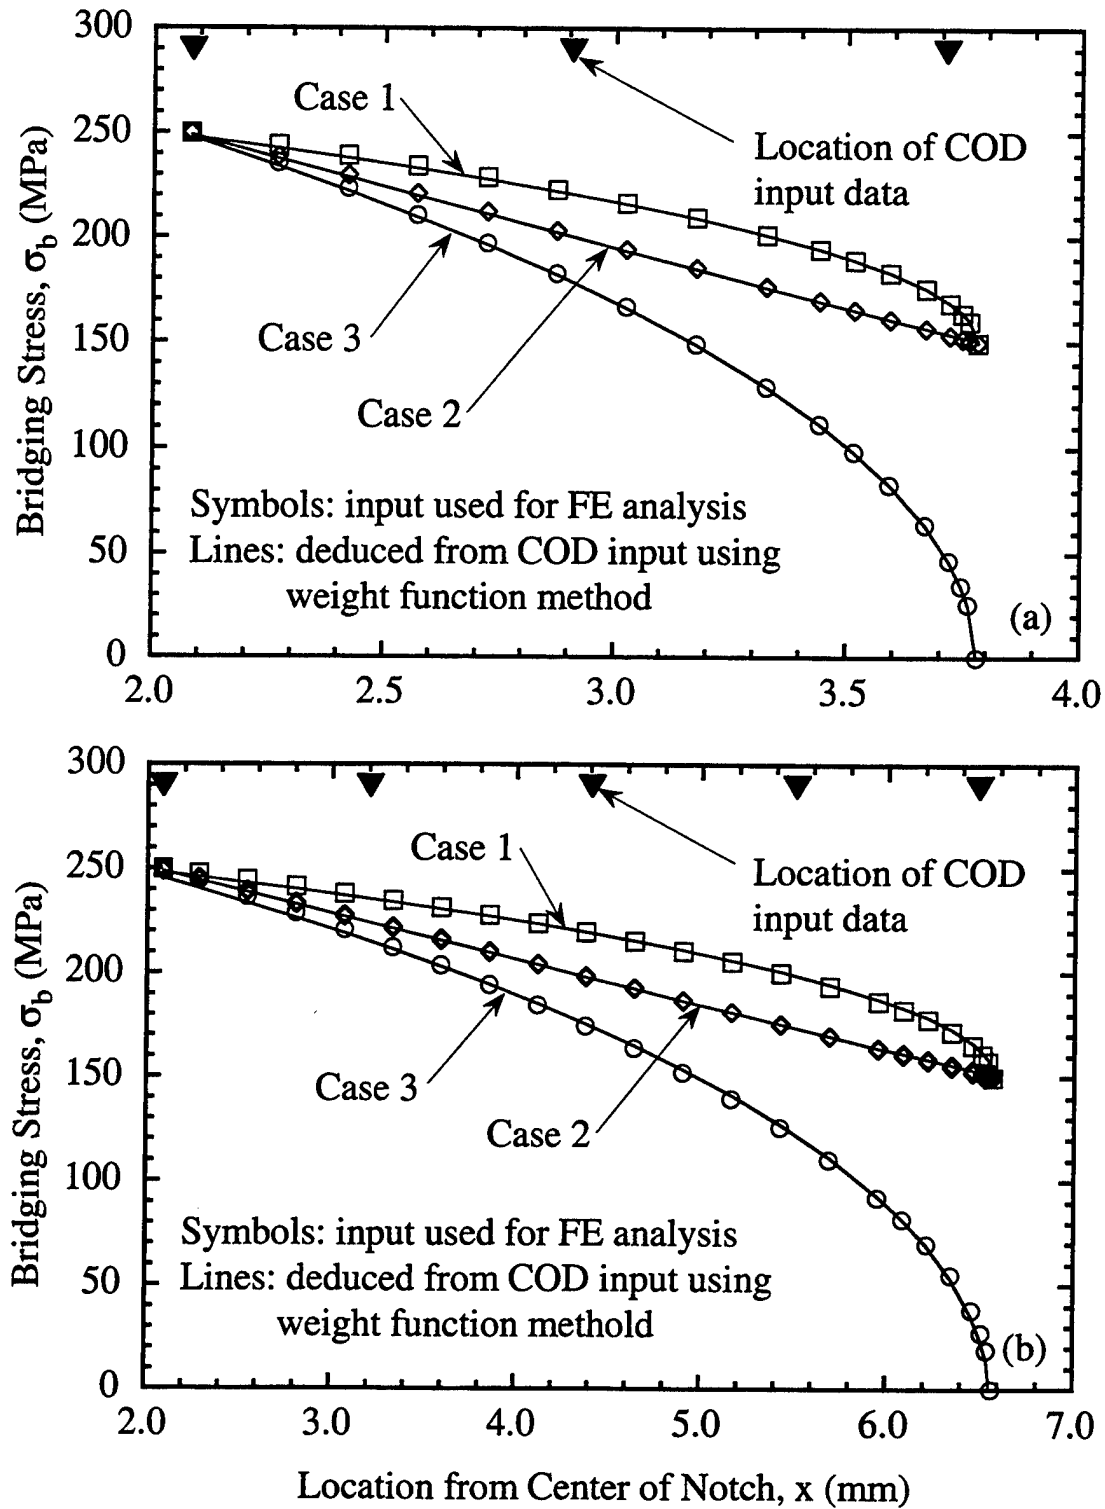 300
250
200
150
100
50
0
Bridging Stress, σb (MPa)
Case 1
Location of COD
input data
Case 3
Case 2
Symbols: input used for FE analysis
Lines: deduced from COD input using
weight function method
(a)
2.0 2.5 3.0 3.5 4.0
300
250
200
150
100
50
0
Bridging Stress, σb (MPa)
Case 1
Location of COD
input data
Case 3
Case 2
Symbols: input used for FE analysis
Lines: deduced from COD input using
weight function methold
(b)
2.0 3.0 4.0 5.0 6.0 7.0
Location from Center of Notch, x (mm)